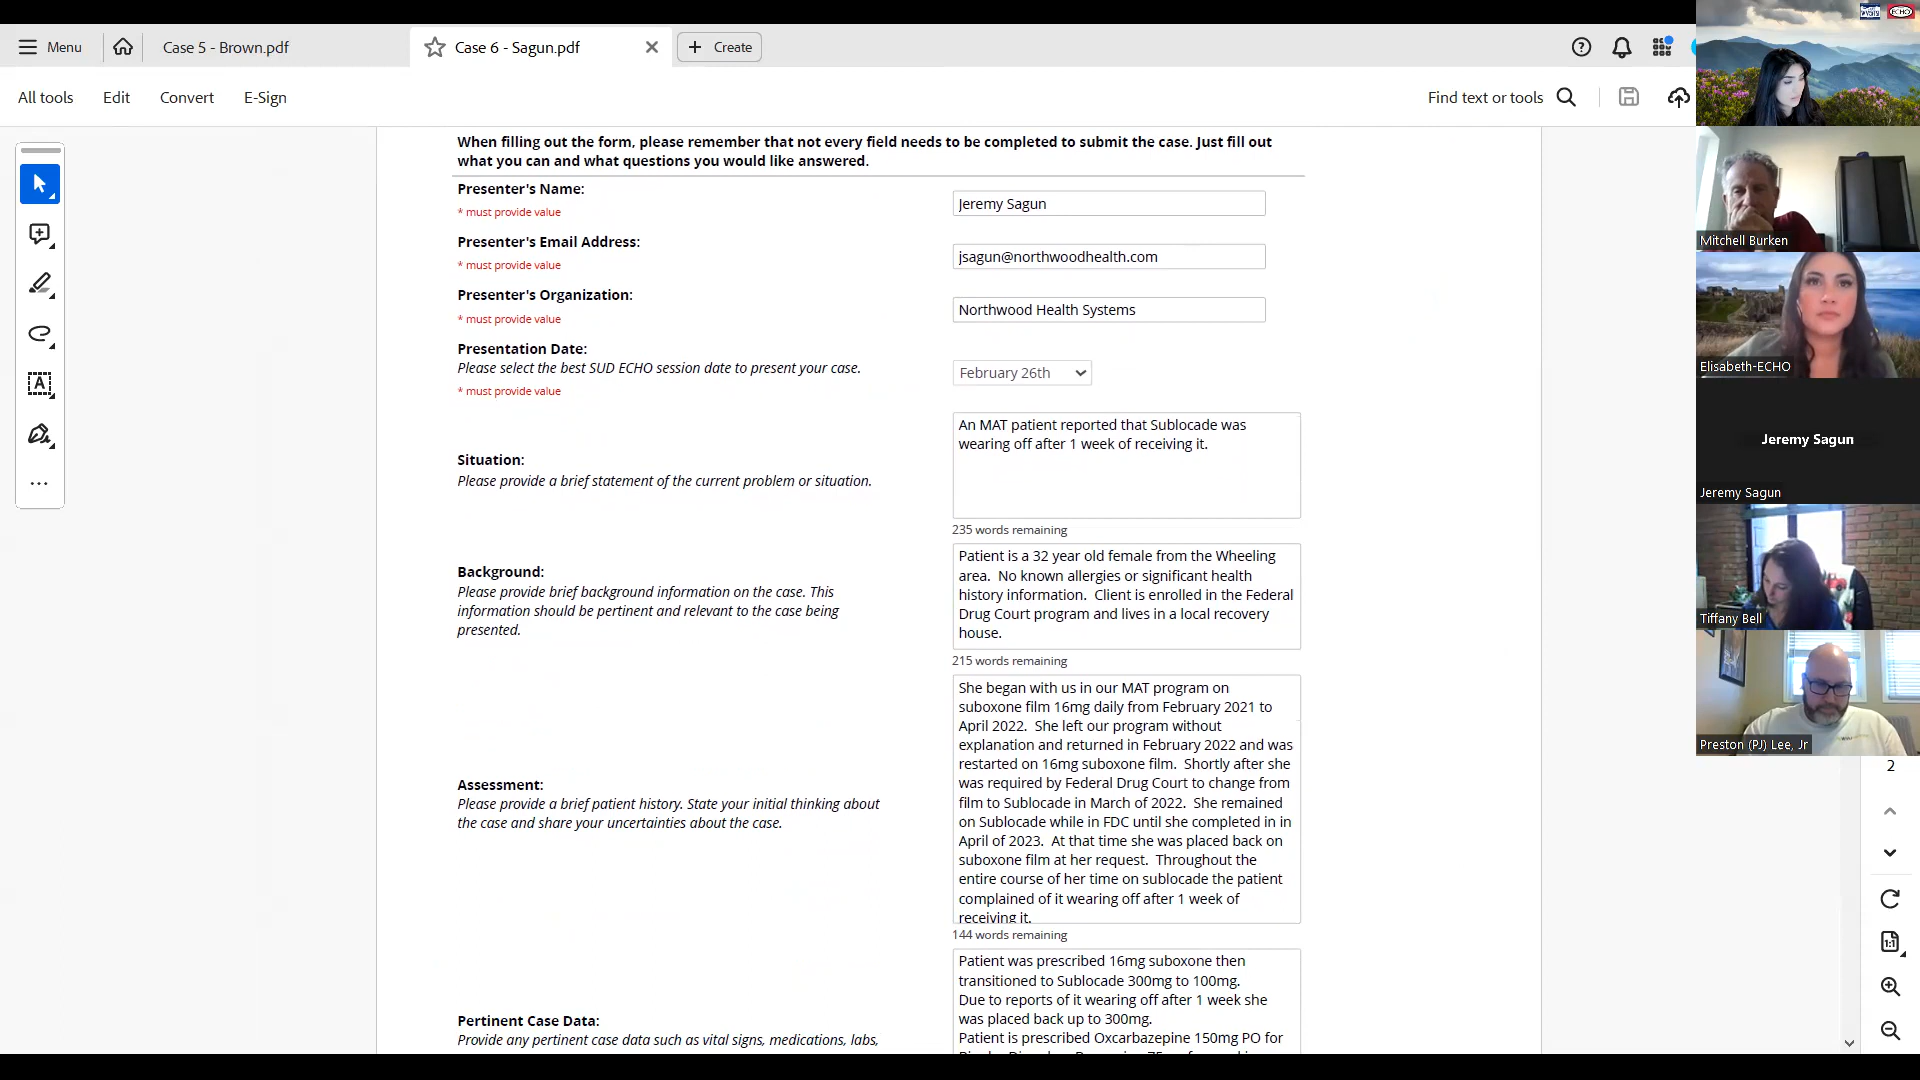 Menu
Case 5 - Brown.pdf
Case 6 - Sagun.pdf
Create
All tools
Edit
Convert
E-Sign
Find text or tools
When filling out the form, please remember that not every field needs to be completed to submit the case. Just fill out
what you can and what questions you would like answered.
Presenter's Name:
* must provide value
Jeremy Sagun
Presenter's Email Address:
* must provide value
jsagun@northwoodhealth.com
Presenter's Organization:
* must provide value
Northwood Health Systems
Presentation Date:
Please select the best SUD ECHO session date to present your case.
* must provide value
February 26th
Situation:
Please provide a brief statement of the current problem or situation.
An MAT patient reported that Sublocade was
wearing off after 1 week of receiving it.
235 words remaining
Background:
Please provide brief background information on the case. This
information should be pertinent and relevant to the case being
presented.
Patient is a 32 year old female from the Wheeling
area.  No known allergies or significant health
history information.  Client is enrolled in the Federal
Drug Court program and lives in a local recovery
house.
215 words remaining
Assessment:
Please provide a brief patient history. State your initial thinking about
the case and share your uncertainties about the case.
She began with us in our MAT program on
suboxone film 16mg daily from February 2021 to
April 2022.  She left our program without
explanation and returned in February 2022 and was
restarted on 16mg suboxone film.  Shortly after she
was required by Federal Drug Court to change from
film to Sublocade in March of 2022.  She remained
on Sublocade while in FDC until she completed in in
April of 2023.  At that time she was placed back on
suboxone film at her request.  Throughout the
entire course of her time on sublocade the patient
complained of it wearing off after 1 week of
receiving it.
144 words remaining
Pertinent Case Data:
Provide any pertinent case data such as vital signs, medications, labs,
Patient was prescribed 16mg suboxone then
transitioned to Sublocade 300mg to 100mg.
Due to reports of it wearing off after 1 week she
was placed back up to 300mg.
Patient is prescribed Oxcarbazepine 150mg PO for
ECHO
Mitchell Burken
Elisabeth-ECHO
Jeremy Sagun
Jeremy Sagun
Tiffany Bell
Preston (PJ) Lee, Jr
2
1:1